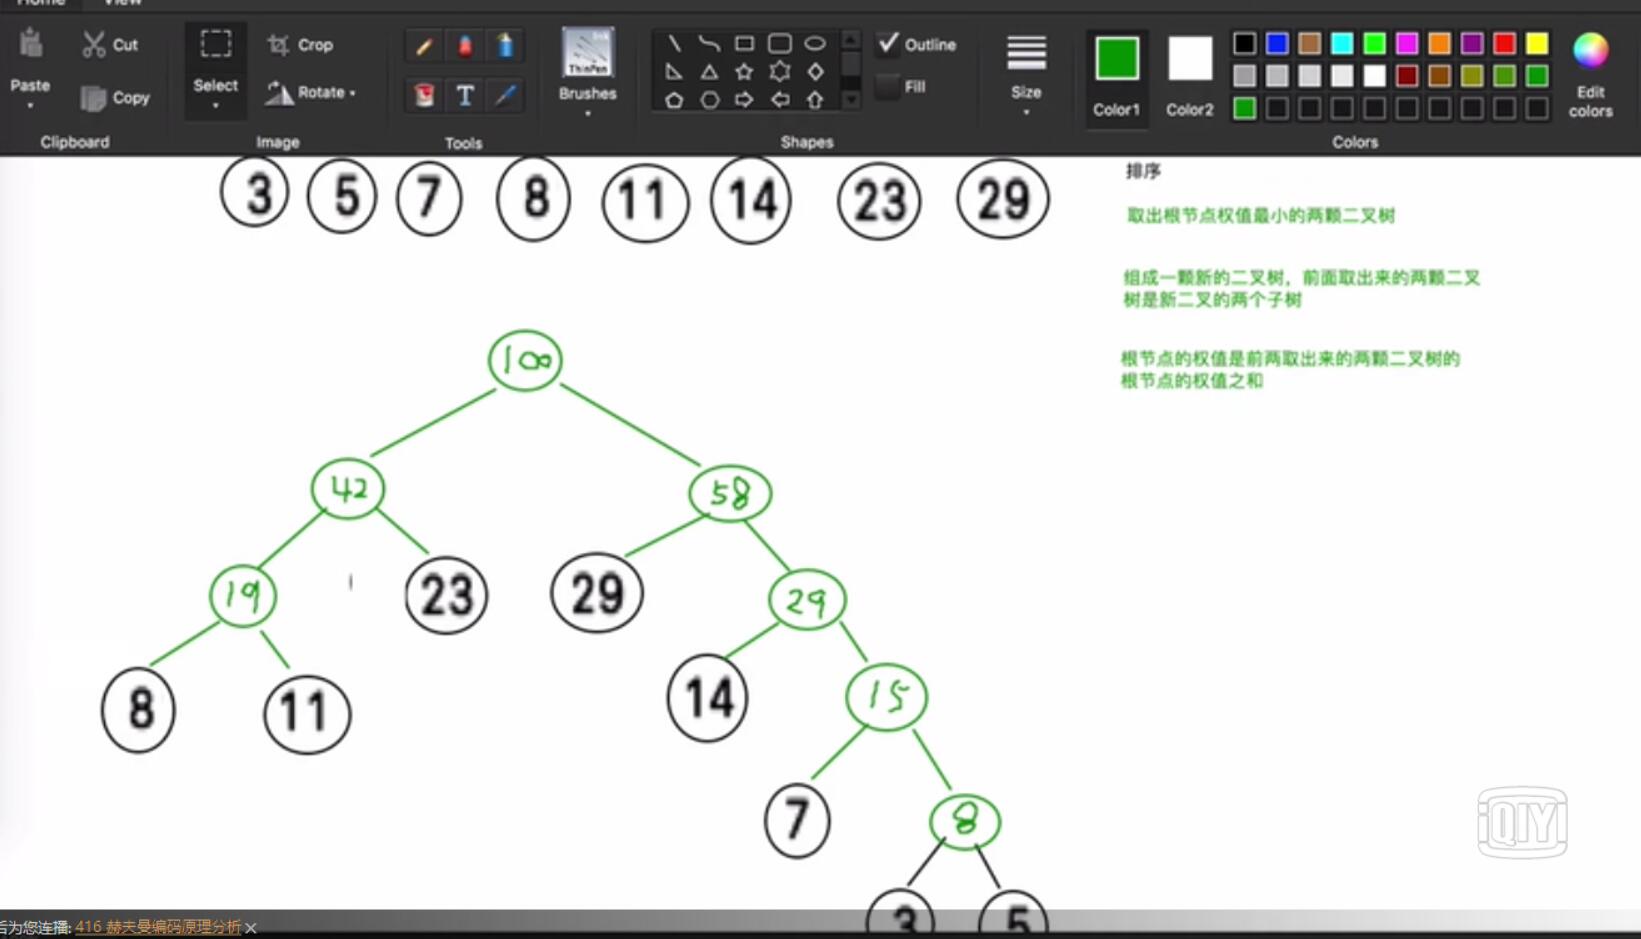 Home View
Paste Cut Copy Clipboard
Select Crop Rotate Image
T Tools
ThinPen Brushes
Outline Fill Shapes
Size
Color1 Color2 Colors Edit colors
3 5 7 8 11 14 23 29
排序
取出根节点权值最小的两颗二叉树
组成一颗新的二叉树，前面取出来的两颗二叉
树是新二叉的两个子树
根节点的权值是前两取出来的两颗二叉树的
根节点的权值之和
100
42 58
19 23 29 29
8 11 14 15
7 8
3 5
QIYI
后为您连播: 416 赫夫曼编码原理分析 ×